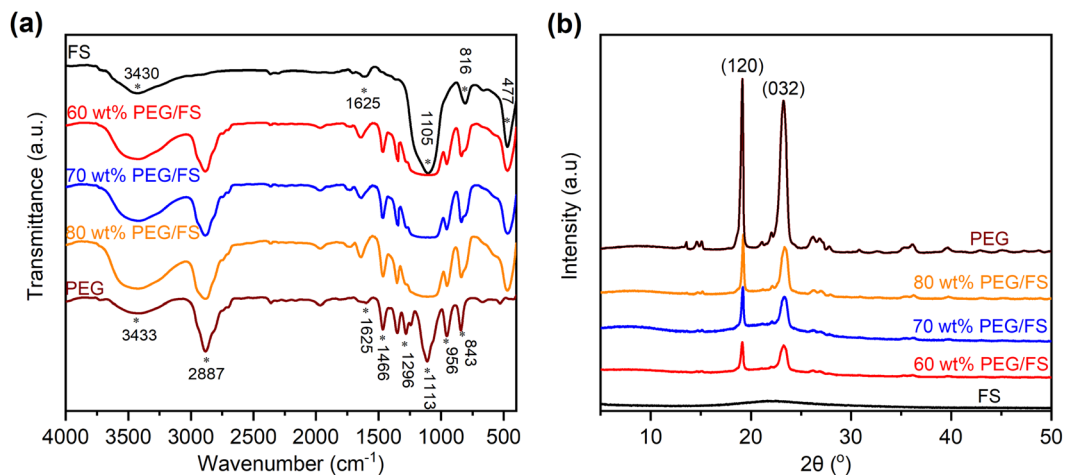 (a)
FS
3430
*
*
1625
1105
*
816
*
477
*
60 wt% PEG/FS
70 wt% PEG/FS
80 wt% PEG/FS
PEG
*
3433
*
2887
* 1625
* 1466
* 1296
*1113
* 956
* 843
Transmittance (a.u.)
4000 3500 3000 2500 2000 1500 1000 500
Wavenumber (cm⁻¹)
(b)
(120)
(032)
PEG
80 wt% PEG/FS
70 wt% PEG/FS
60 wt% PEG/FS
FS
Intensity (a.u)
10 20 30 40 50
2θ (°)